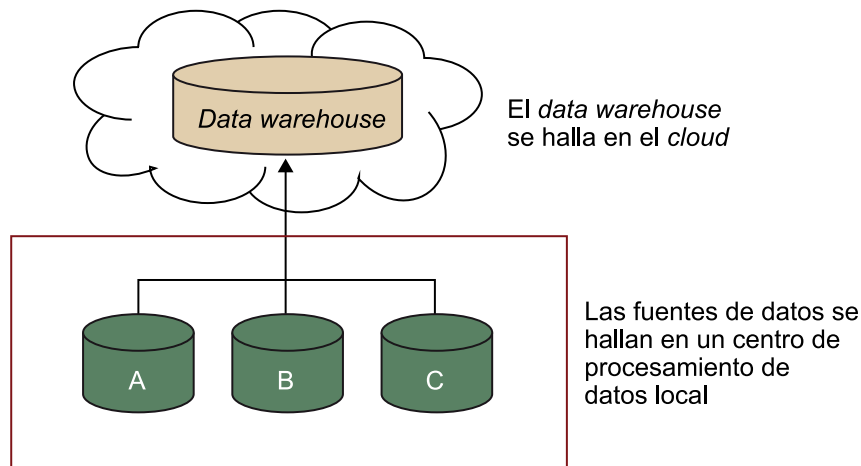 Data warehouse
El data warehouse
se halla en el cloud
A
B
C
Las fuentes de datos se
hallan en un centro de
procesamiento de
datos local